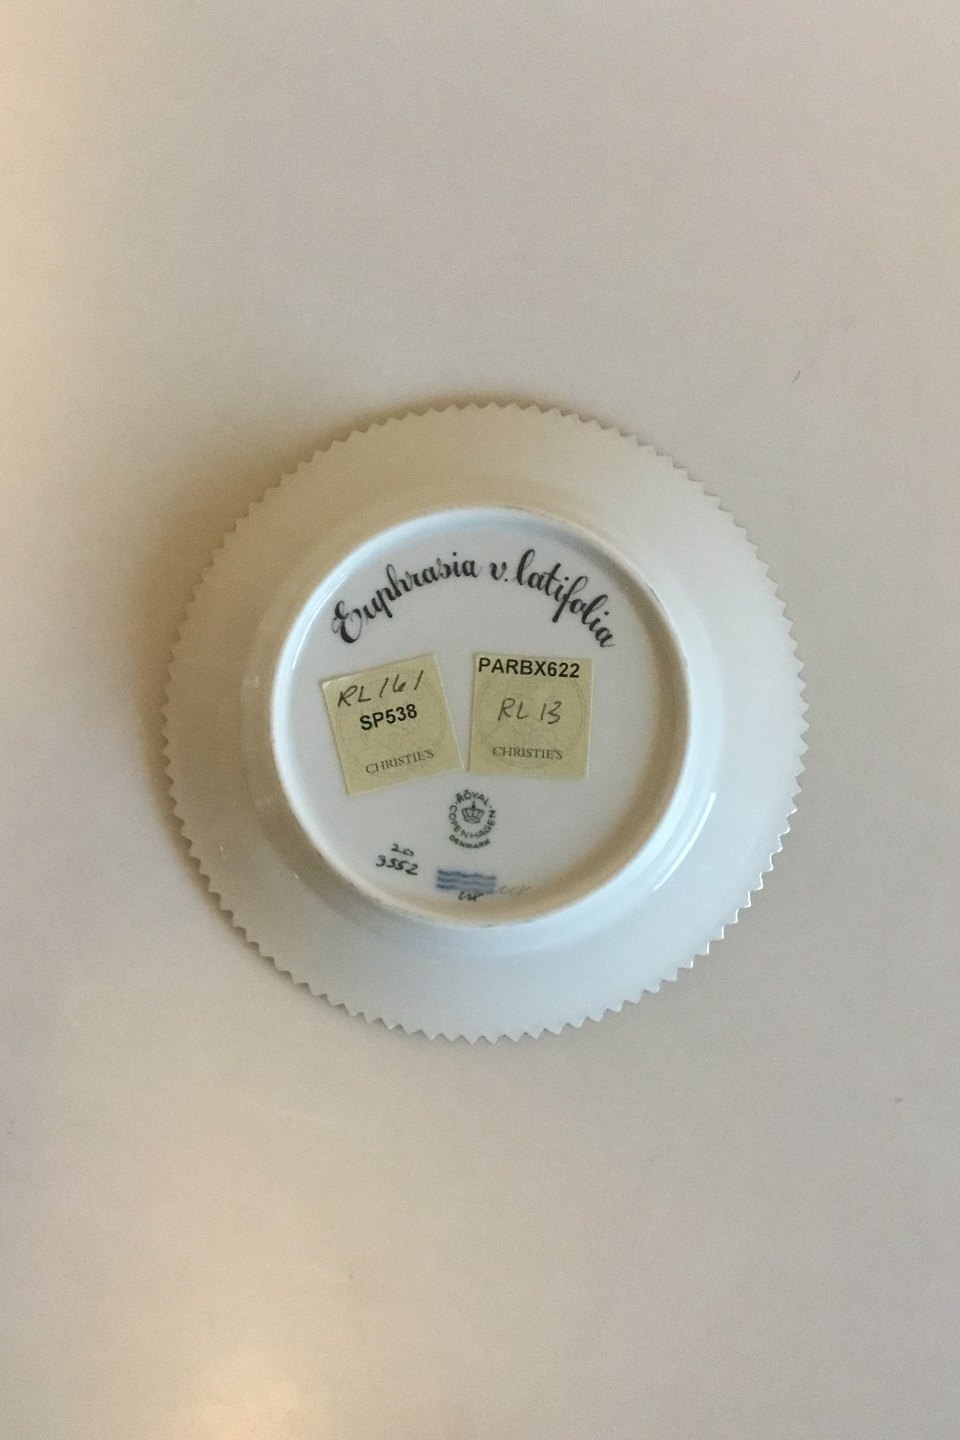 Euphrasia v. latifolia
RL 161
SP538
CHRISTIE'S
PARBX622
RL 13
CHRISTIE'S
ROYAL
COPENHAGEN
DENMARK
20
3552